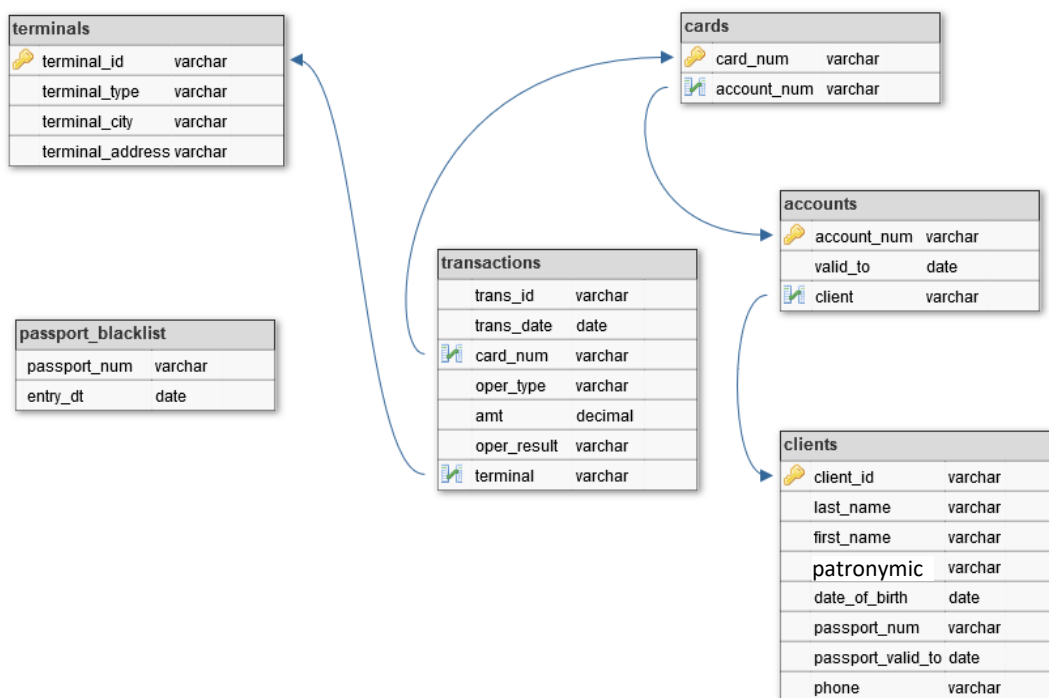 terminals
terminal_id varchar
terminal_type varchar
terminal_city varchar
terminal_address varchar
cards
card_num varchar
account_num varchar
accounts
account_num varchar
valid_to date
client varchar
transactions
trans_id varchar
trans_date date
card_num varchar
oper_type varchar
amt decimal
oper_result varchar
terminal varchar
passport_blacklist
passport_num varchar
entry_dt date
clients
client_id varchar
last_name varchar
first_name varchar
patronymic varchar
date_of_birth date
passport_num varchar
passport_valid_to date
phone varchar